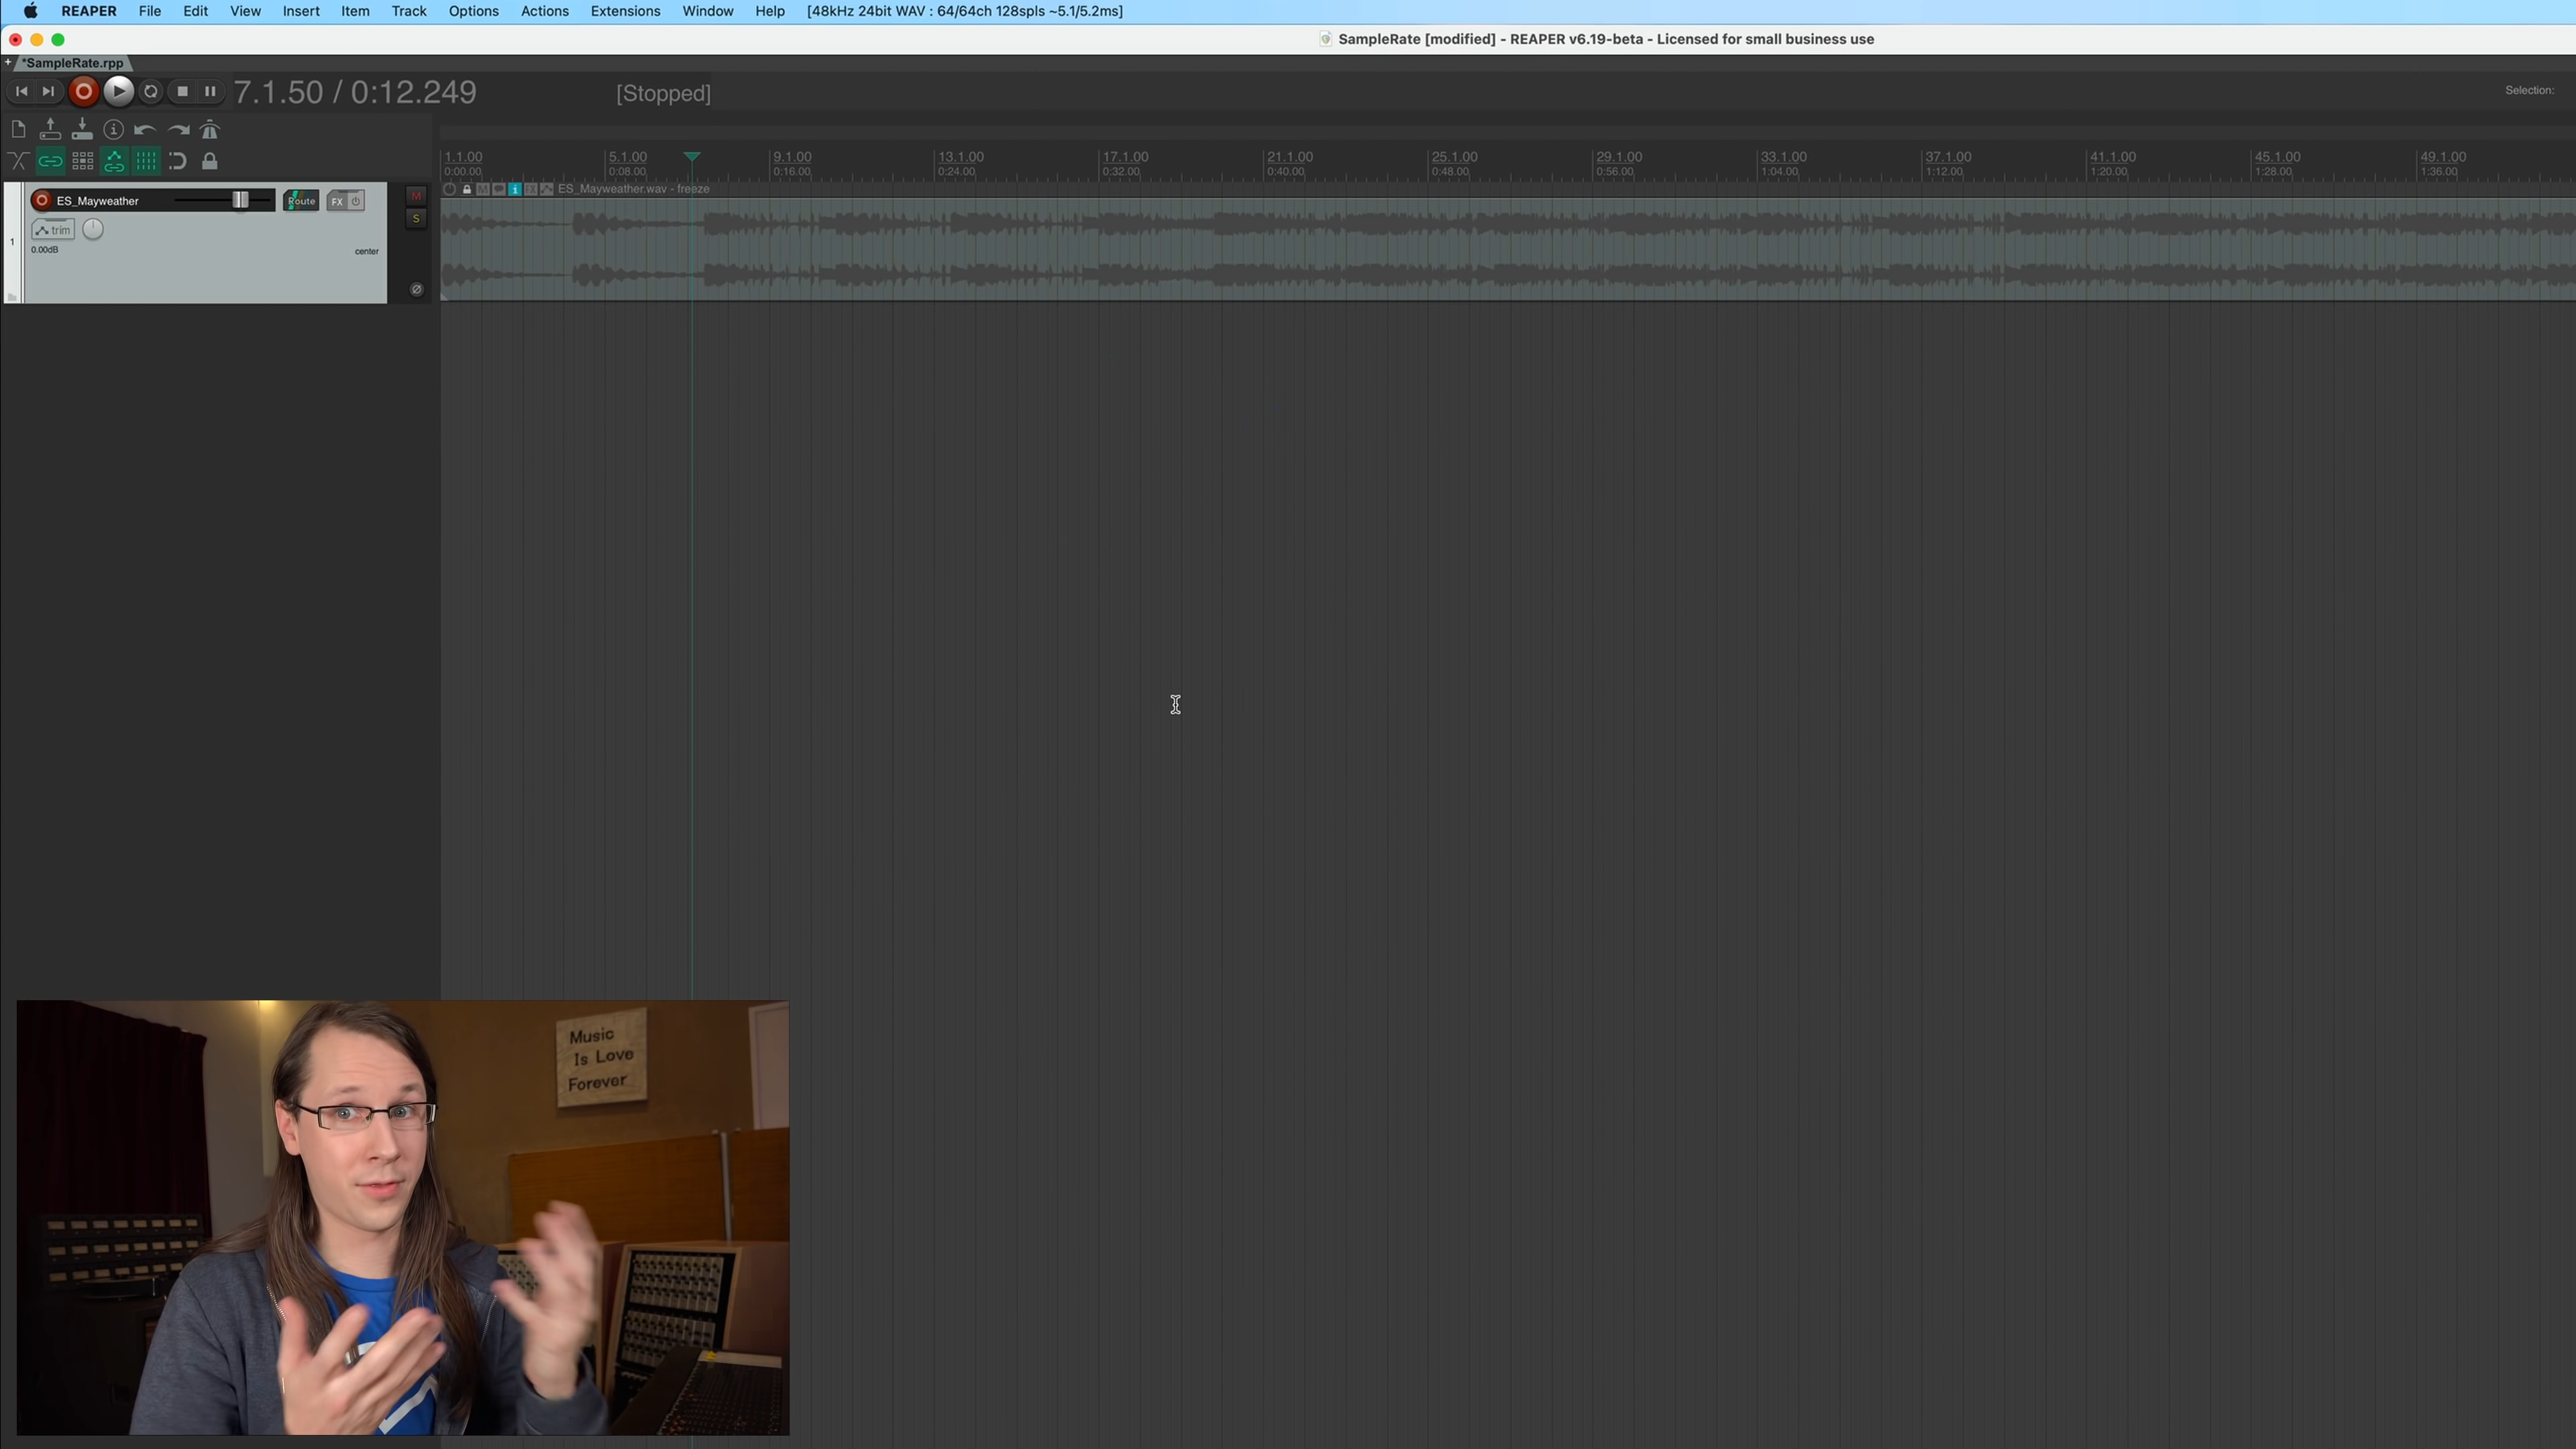 REAPER File Edit View Insert Item Track Options Actions Extensions Window Help [48kHz 24bit WAV : 64/64ch 128spls ~5.1/5.2ms]
SampleRate [modified] - REAPER v6.19-beta - Licensed for small business use
+ *SampleRate.rpp
7.1.50 / 0:12.249 [Stopped] Selection:
1.1.00 5.1.00 9.1.00 13.1.00 17.1.00 21.1.00 25.1.00 29.1.00 33.1.00 37.1.00 41.1.00 45.1.00 49.1.00
0:00.00 0:08.00 0:16.00 0:24.00 0:32.00 0:40.00 0:48.00 0:56.00 1:04.00 1:12.00 1:20.00 1:28.00 1:36.00
ES_Mayweather.wav - freeze
ES_Mayweather Route FX M
S
trim
1
0.00dB center
Music
Is Love
Forever